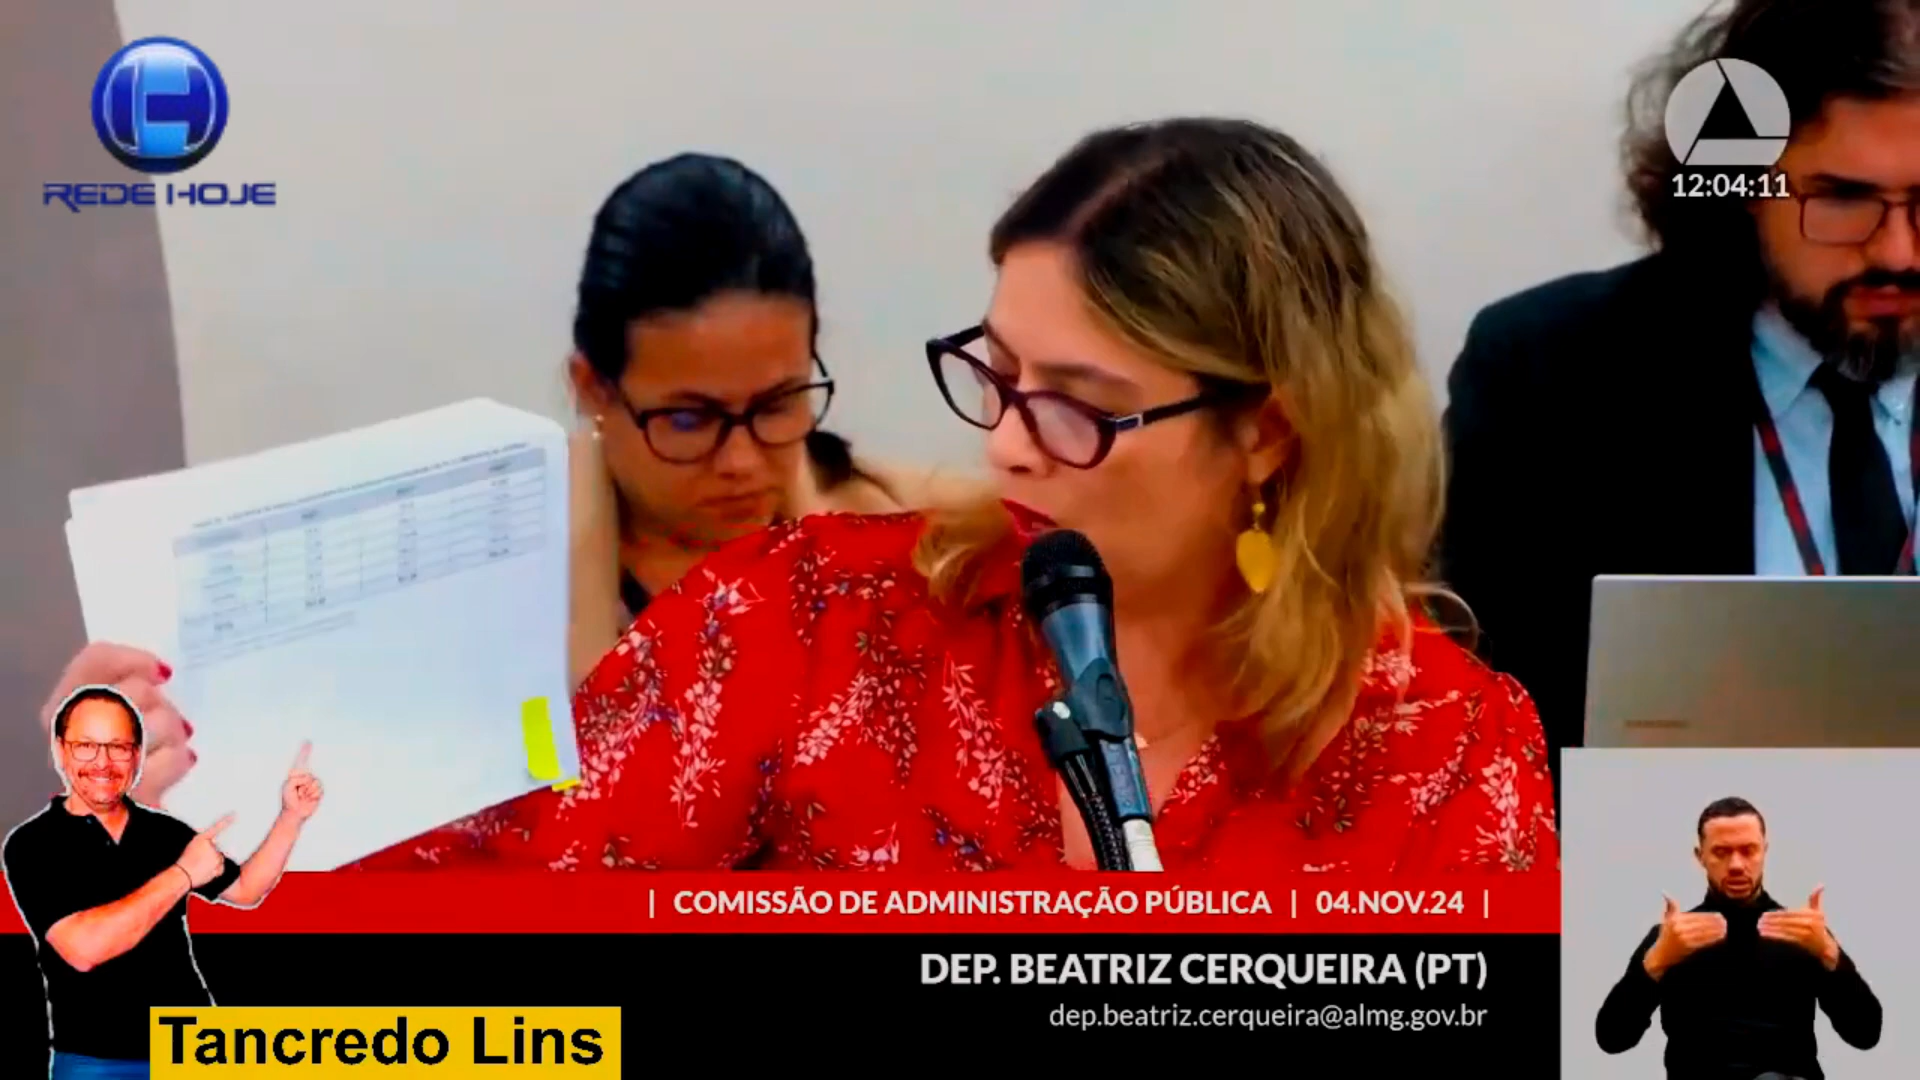 REDE HOJE
12:04:11
| COMISSÃO DE ADMINISTRAÇÃO PÚBLICA | 04.NOV.24 |
DEP. BEATRIZ CERQUEIRA (PT)
dep.beatriz.cerqueira@almg.gov.br
Tancredo Lins